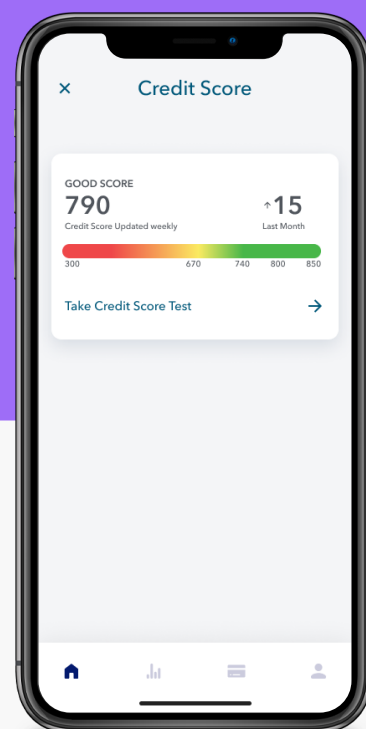 Credit Score
GOOD SCORE
790
↑15
Credit Score Updated weekly
Last Month
300 670 740 800 850
Take Credit Score Test →